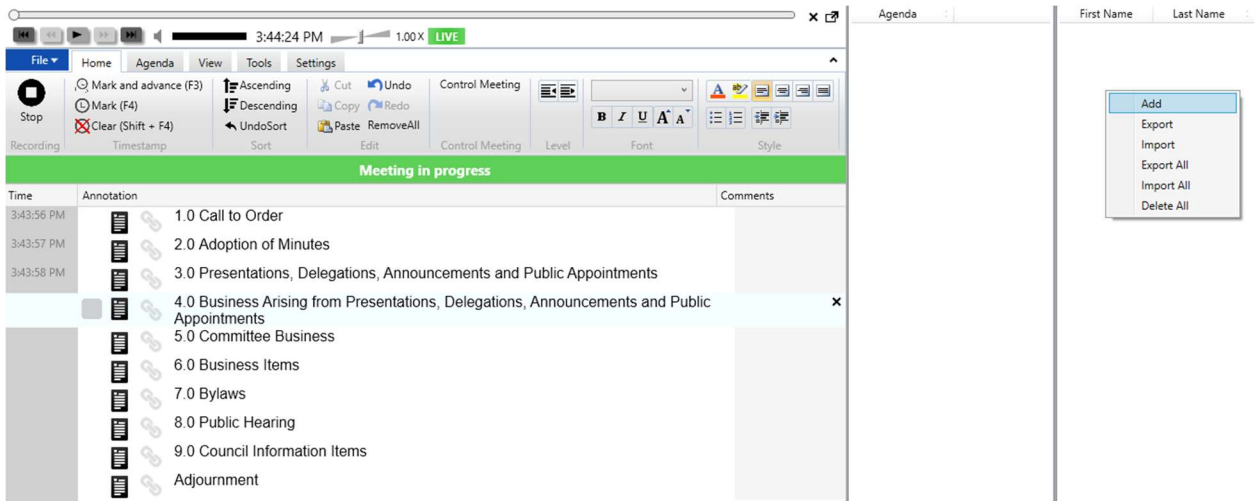 3:44:24 PM 1.00 X LIVE
File Home Agenda View Tools Settings
Stop
Recording
Mark and advance (F3)
Mark (F4)
Clear (Shift + F4)
Timestamp
Ascending
Descending
UndoSort
Sort
Cut Undo
Copy Redo
Paste RemoveAll
Edit
Control Meeting
Control Meeting
Level
B I U A A
Font
A ab
Style
Meeting in progress
Time Annotation Comments
3:43:56 PM 1.0 Call to Order
3:43:57 PM 2.0 Adoption of Minutes
3:43:58 PM 3.0 Presentations, Delegations, Announcements and Public Appointments
4.0 Business Arising from Presentations, Delegations, Announcements and Public
Appointments
5.0 Committee Business
6.0 Business Items
7.0 Bylaws
8.0 Public Hearing
9.0 Council Information Items
Adjournment
Agenda
First Name Last Name
Add
Export
Import
Export All
Import All
Delete All